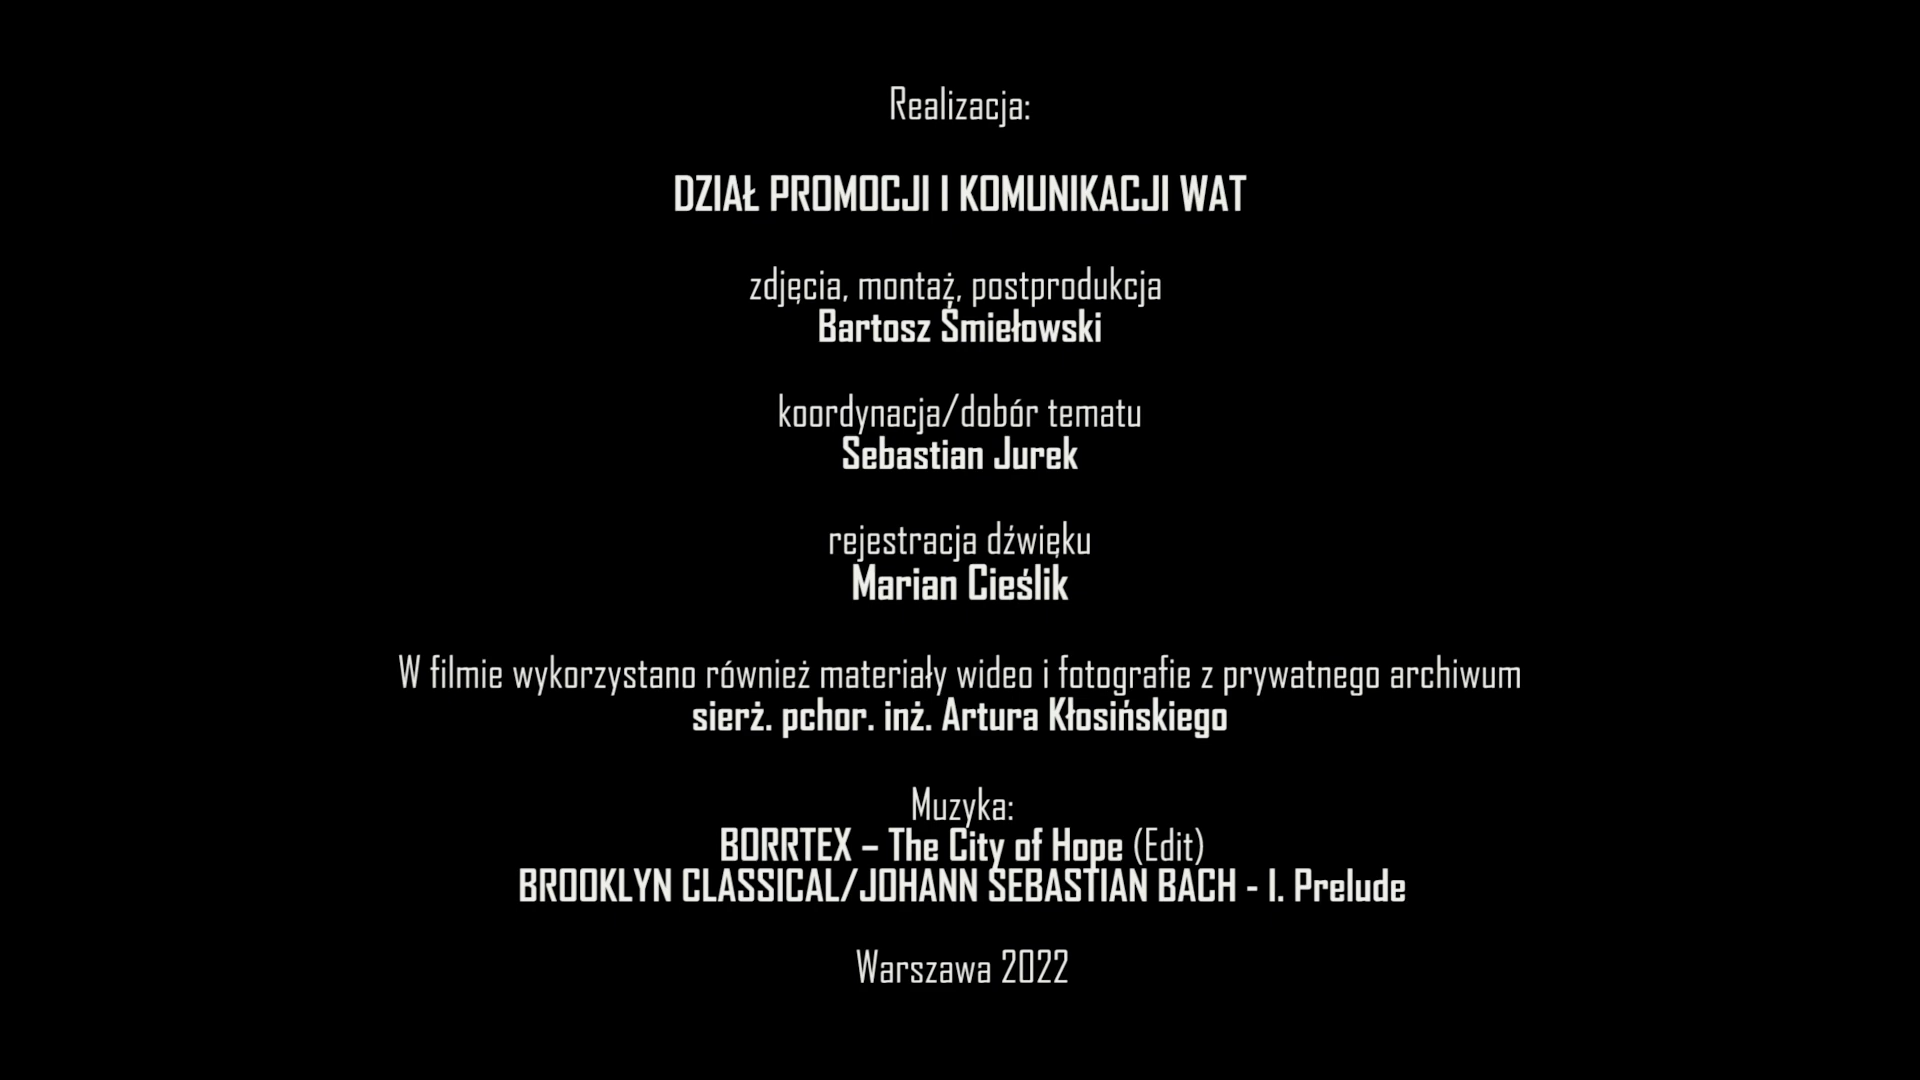 Realizacja:
DZIAŁ PROMOCJI I KOMUNIKACJI WAT
zdjęcia, montaż, postprodukcja
Bartosz Śmiełowski
koordynacja/dobór tematu
Sebastian Jurek
rejestracja dźwięku
Marian Cieślik
W filmie wykorzystano również materiały wideo i fotografie z prywatnego archiwum
sierż. pchor. inż. Artura Kłosińskiego
Muzyka:
BORRTEX – The City of Hope (Edit)
BROOKLYN CLASSICAL/JOHANN SEBASTIAN BACH - I. Prelude
Warszawa 2022